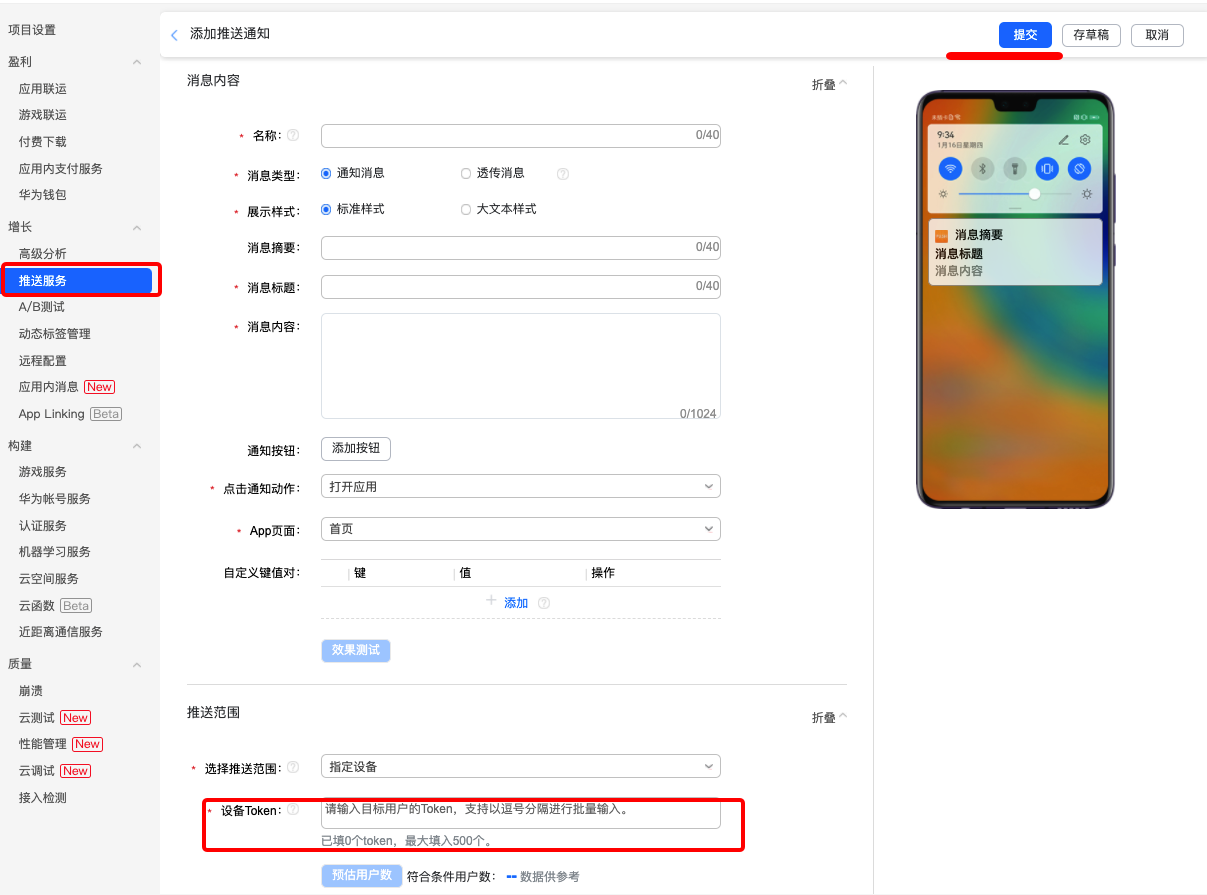 项目设置
盈利
应用联运
游戏联运
付费下载
应用内支付服务
华为钱包
增长
高级分析
推送服务
A/B测试
动态标签管理
远程配置
应用内消息 New
App Linking Beta
构建
游戏服务
华为帐号服务
认证服务
机器学习服务
云空间服务
云函数 Beta
近距离通信服务
质量
崩溃
云测试 New
性能管理 New
云调试 New
接入检测
添加推送通知
提交 存草稿 取消
消息内容
折叠
* 名称： 0/40
* 消息类型： 通知消息 透传消息
* 展示样式： 标准样式 大文本样式
消息摘要： 0/40
* 消息标题： 0/40
* 消息内容：
0/1024
通知按钮： 添加按钮
* 点击通知动作： 打开应用
* App页面： 首页
自定义键值对： 键 值 操作
+ 添加
效果测试
推送范围
折叠
* 选择推送范围： 指定设备
* 设备Token： 请输入目标用户的Token，支持以逗号分隔进行批量输入。
已填0个token，最大填入500个。
预估用户数 符合条件用户数： -- 数据供参考
9:34
1月16日星期四
消息摘要
消息标题
消息内容